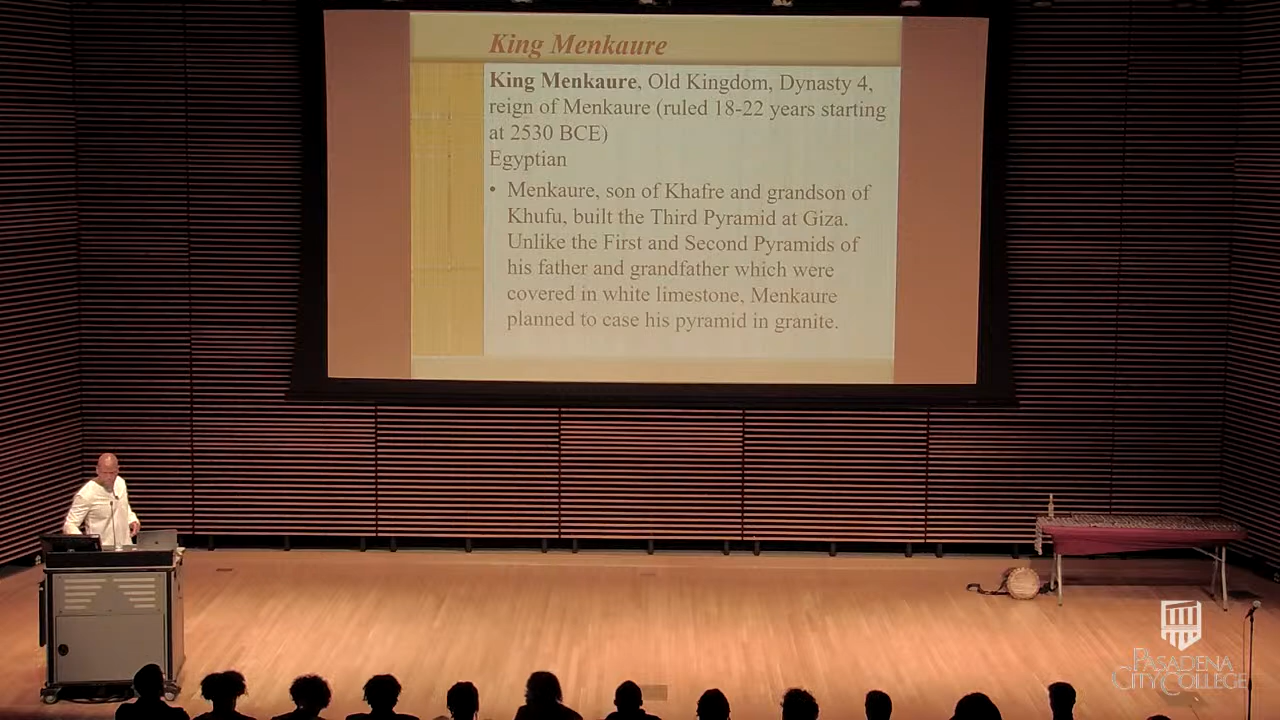 King Menkaure
King Menkaure, Old Kingdom, Dynasty 4,
reign of Menkaure (ruled 18-22 years starting
at 2530 BCE)
Egyptian
• Menkaure, son of Khafre and grandson of
Khufu, built the Third Pyramid at Giza.
Unlike the First and Second Pyramids of
his father and grandfather which were
covered in white limestone, Menkaure
planned to case his pyramid in granite.
PASADENA
CITY COLLEGE